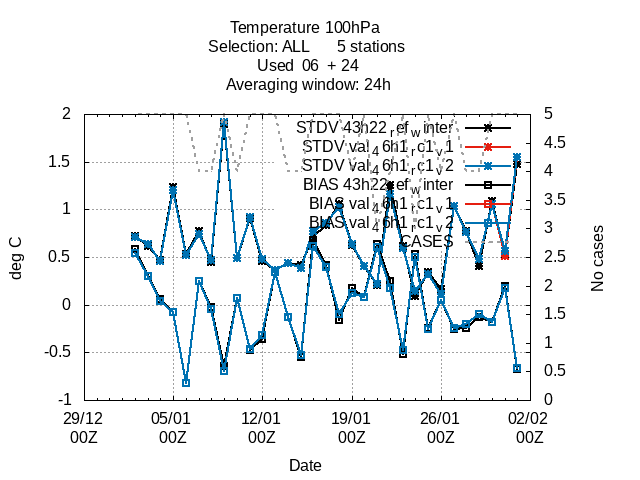 Temperature 100hPa
Selection: ALL 5 stations
Used 06 + 24
Averaging window: 24h
2
1.5
1
0.5
0
-0.5
-1
deg C
5
4.5
4
3.5
3
2.5
2
1.5
1
0.5
0
No cases
STDV 43h22_ref_winter
STDV val_46h1_rc1_v1
STDV val_46h1_rc1_v2
BIAS 43h22_ref_winter
BIAS val_46h1_rc1_v1
BIAS val_46h1_rc1_v2
CASES
29/12 05/01 12/01 19/01 26/01 02/02
00Z 00Z 00Z 00Z 00Z 00Z
Date